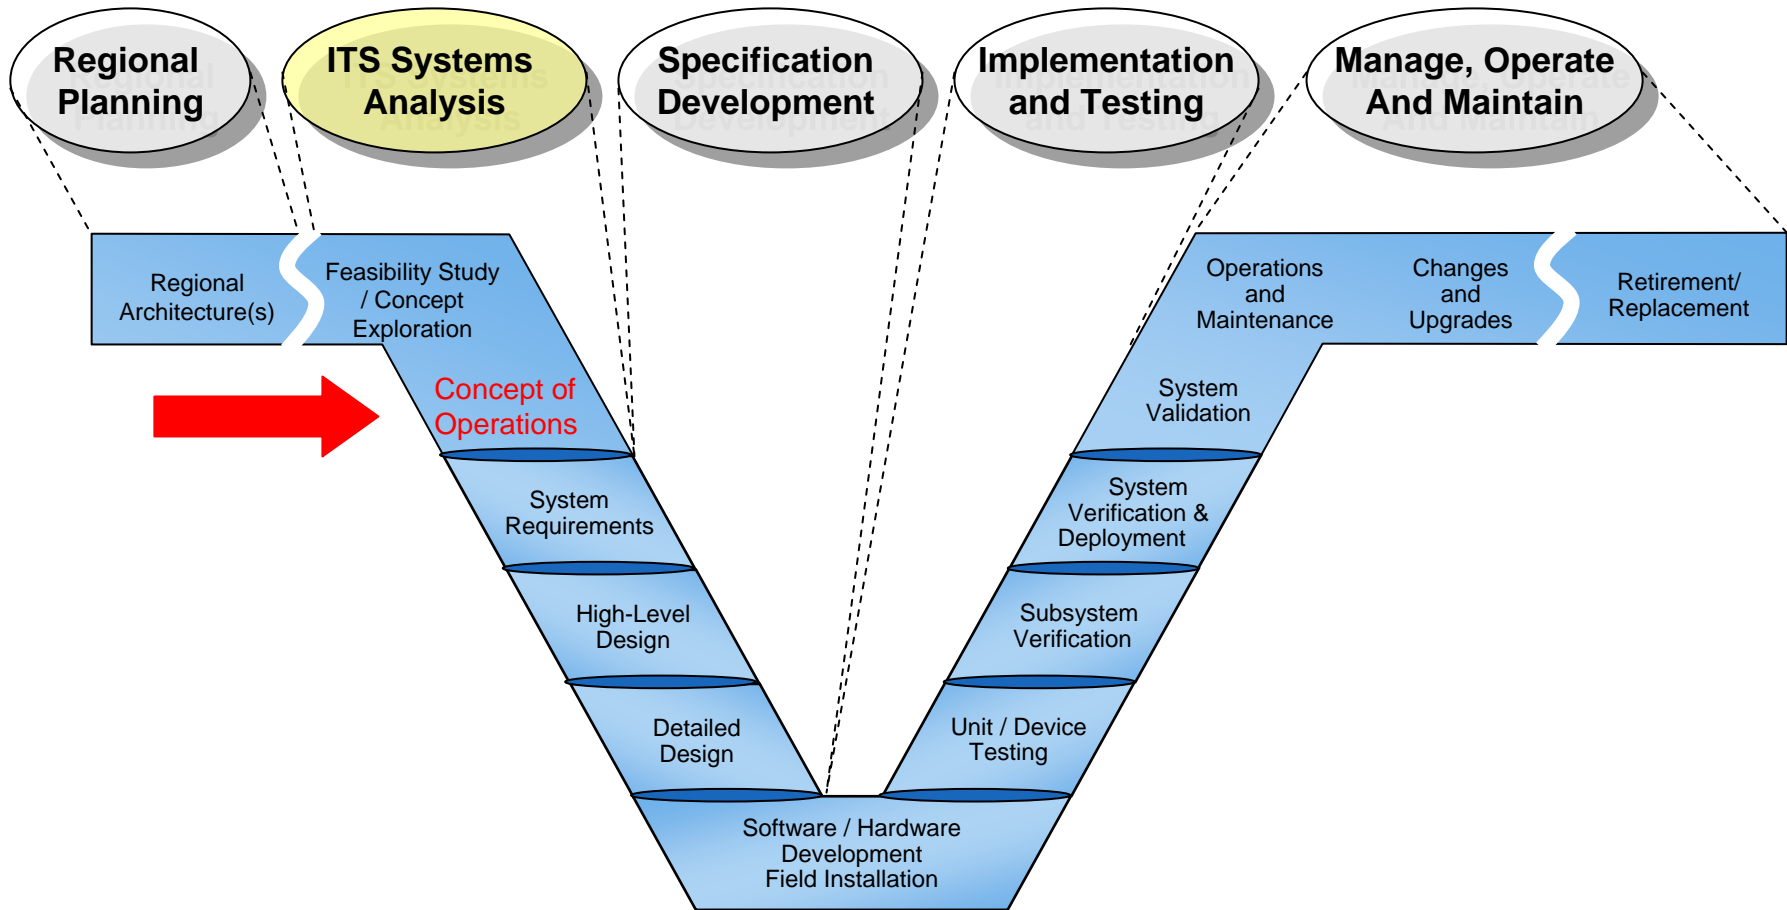 Regional
Planning
ITS Systems
Analysis
Specification
Development
Implementation
and Testing
Manage, Operate
And Maintain
Regional
Architecture(s)
Feasibility Study
/ Concept
Exploration
Operations
and
Maintenance
Changes
and
Upgrades
Retirement/
Replacement
Concept of
Operations
System
Validation
System
Requirements
System
Verification &
Deployment
High-Level
Design
Subsystem
Verification
Detailed
Design
Unit / Device
Testing
Software / Hardware
Development
Field Installation